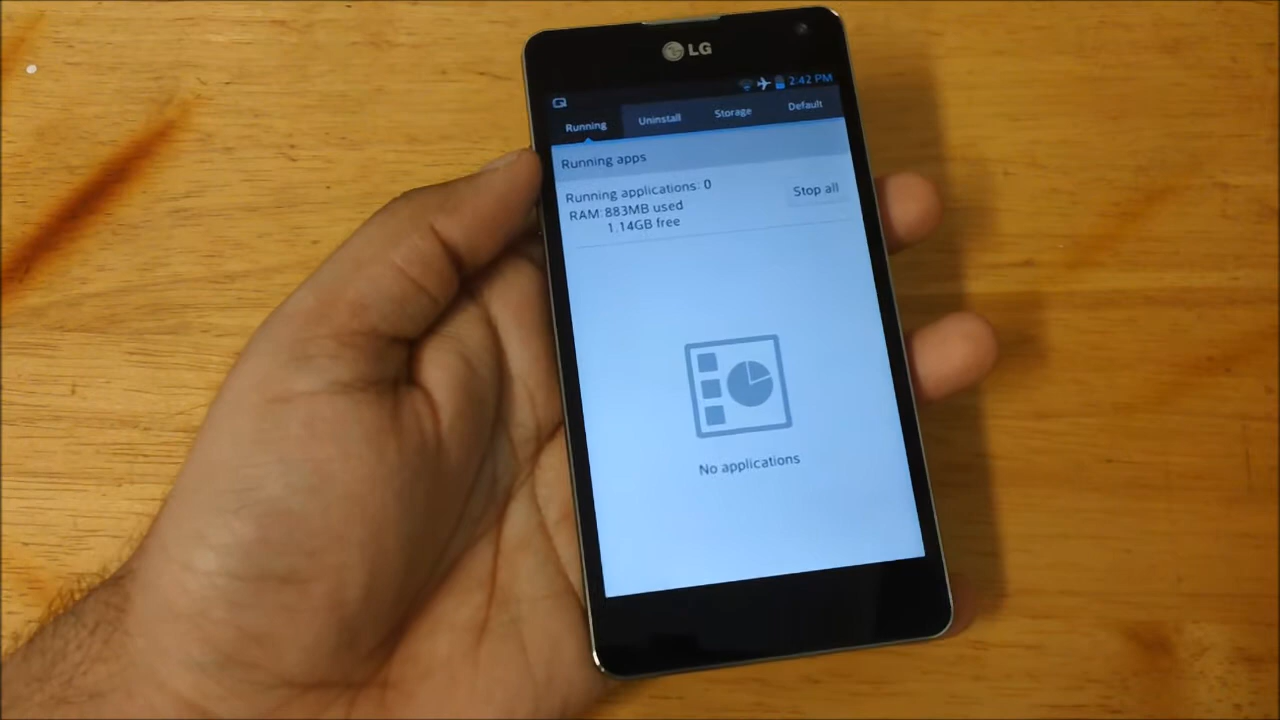 LG
2:42 PM
Running Uninstall Storage Default
Running apps
Running applications: 0
RAM: 883MB used
1.14GB free
Stop all
No applications